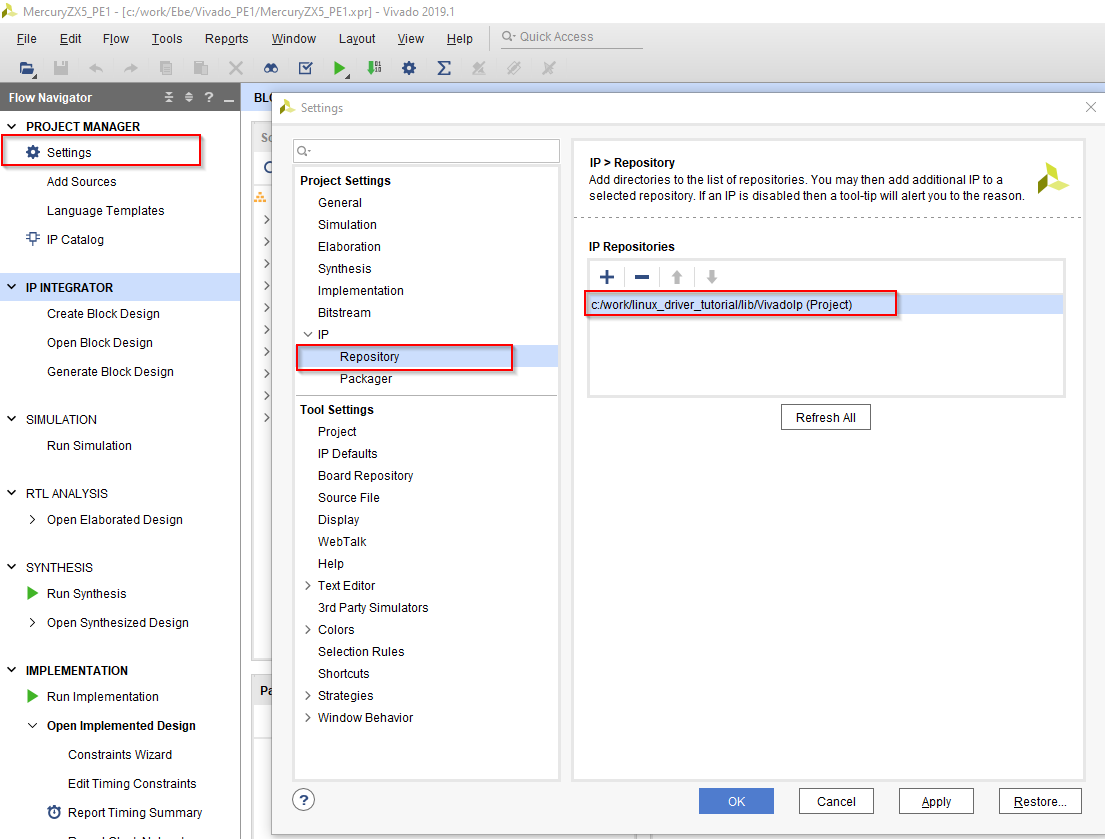 MercuryZX5_PE1 - [c:/work/Ebe/Vivado_PE1/MercuryZX5_PE1.xpr] - Vivado 2019.1
File Edit Flow Tools Reports Window Layout View Help Quick Access
Flow Navigator
PROJECT MANAGER
Settings
Add Sources
Language Templates
IP Catalog
IP INTEGRATOR
Create Block Design
Open Block Design
Generate Block Design
SIMULATION
Run Simulation
RTL ANALYSIS
Open Elaborated Design
SYNTHESIS
Run Synthesis
Open Synthesized Design
IMPLEMENTATION
Run Implementation
Open Implemented Design
Constraints Wizard
Edit Timing Constraints
Report Timing Summary
Settings
Project Settings
General
Simulation
Elaboration
Synthesis
Implementation
Bitstream
IP
Repository
Packager
Tool Settings
Project
IP Defaults
Board Repository
Source File
Display
WebTalk
Help
Text Editor
3rd Party Simulators
Colors
Selection Rules
Shortcuts
Strategies
Window Behavior
IP > Repository
Add directories to the list of repositories. You may then add additional IP to a
selected repository. If an IP is disabled then a tool-tip will alert you to the reason.
IP Repositories
c:/work/linux_driver_tutorial/lib/VivadoIp (Project)
Refresh All
OK Cancel Apply Restore...